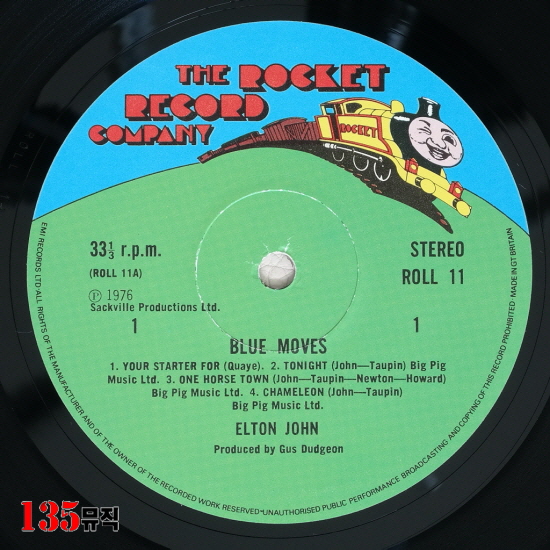 THE ROCKET
RECORD
COMPANY
ROCKET
33⅓ r.p.m.
(ROLL 11A)
℗ 1976
Sackville Productions Ltd.
1
STEREO
ROLL 11
1
BLUE MOVES
1. YOUR STARTER FOR (Quaye). 2. TONIGHT (John—Taupin) Big Pig
Music Ltd. 3. ONE HORSE TOWN (John—Taupin—Newton—Howard)
Big Pig Music Ltd. 4. CHAMELEON (John—Taupin)
Big Pig Music Ltd.
ELTON JOHN
Produced by Gus Dudgeon
EMI RECORDS LTD·ALL RIGHTS OF THE MANUFACTURER AND OF THE OWNER OF THE RECORDED WORK RESERVED·UNAUTHORISED PUBLIC PERFORMANCE BROADCASTING AND COPYING OF THIS RECORD PROHIBITED MADE IN GT BRITAIN
135뮤직